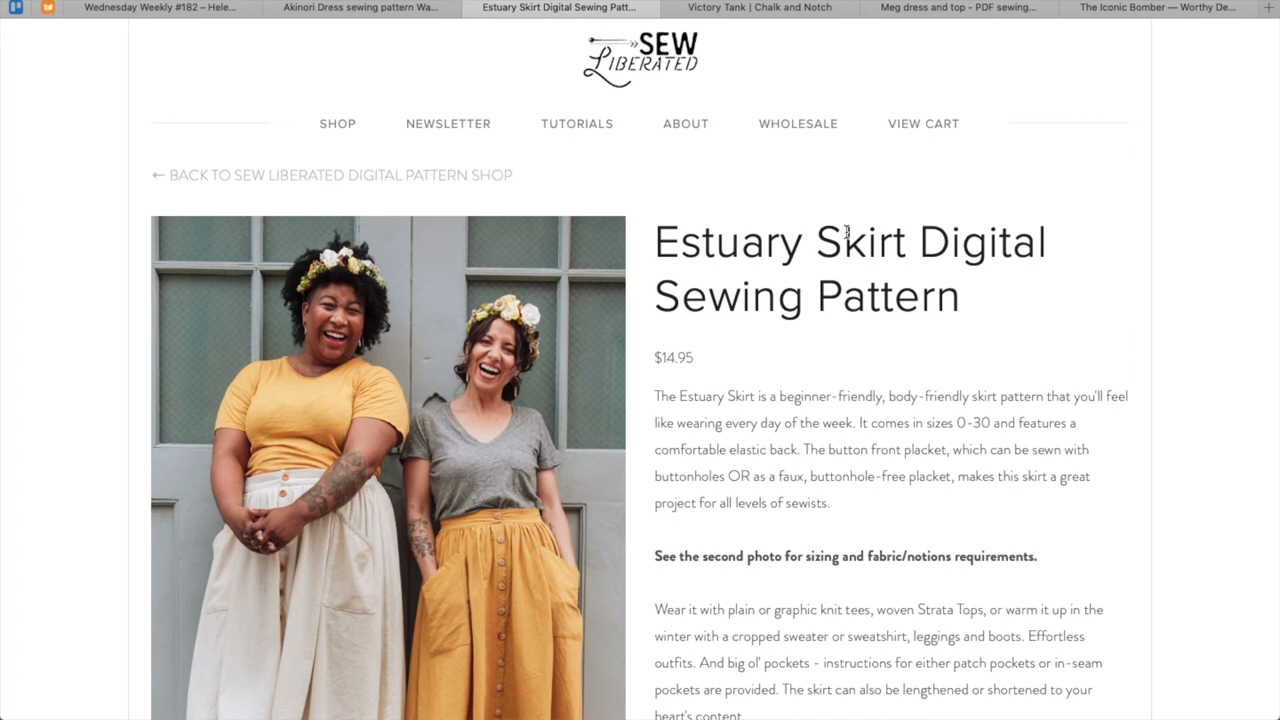 Wednesday Weekly #182 – Hele...
Akinori Dress sewing pattern Wa...
Estuary Skirt Digital Sewing Patt...
Victory Tank | Chalk and Notch
Meg dress and top - PDF sewing...
The Iconic Bomber — Worthy De...
SEW
LIBERATED
SHOP
NEWSLETTER
TUTORIALS
ABOUT
WHOLESALE
VIEW CART
← BACK TO SEW LIBERATED DIGITAL PATTERN SHOP
Estuary Skirt Digital
Sewing Pattern
$14.95
The Estuary Skirt is a beginner-friendly, body-friendly skirt pattern that you'll feel
like wearing every day of the week. It comes in sizes 0-30 and features a
comfortable elastic back. The button front placket, which can be sewn with
buttonholes OR as a faux, buttonhole-free placket, makes this skirt a great
project for all levels of sewists.
See the second photo for sizing and fabric/notions requirements.
Wear it with plain or graphic knit tees, woven Strata Tops, or warm it up in the
winter with a cropped sweater or sweatshirt, leggings and boots. Effortless
outfits. And big ol' pockets - instructions for either patch pockets or in-seam
pockets are provided. The skirt can also be lengthened or shortened to your
heart's content.